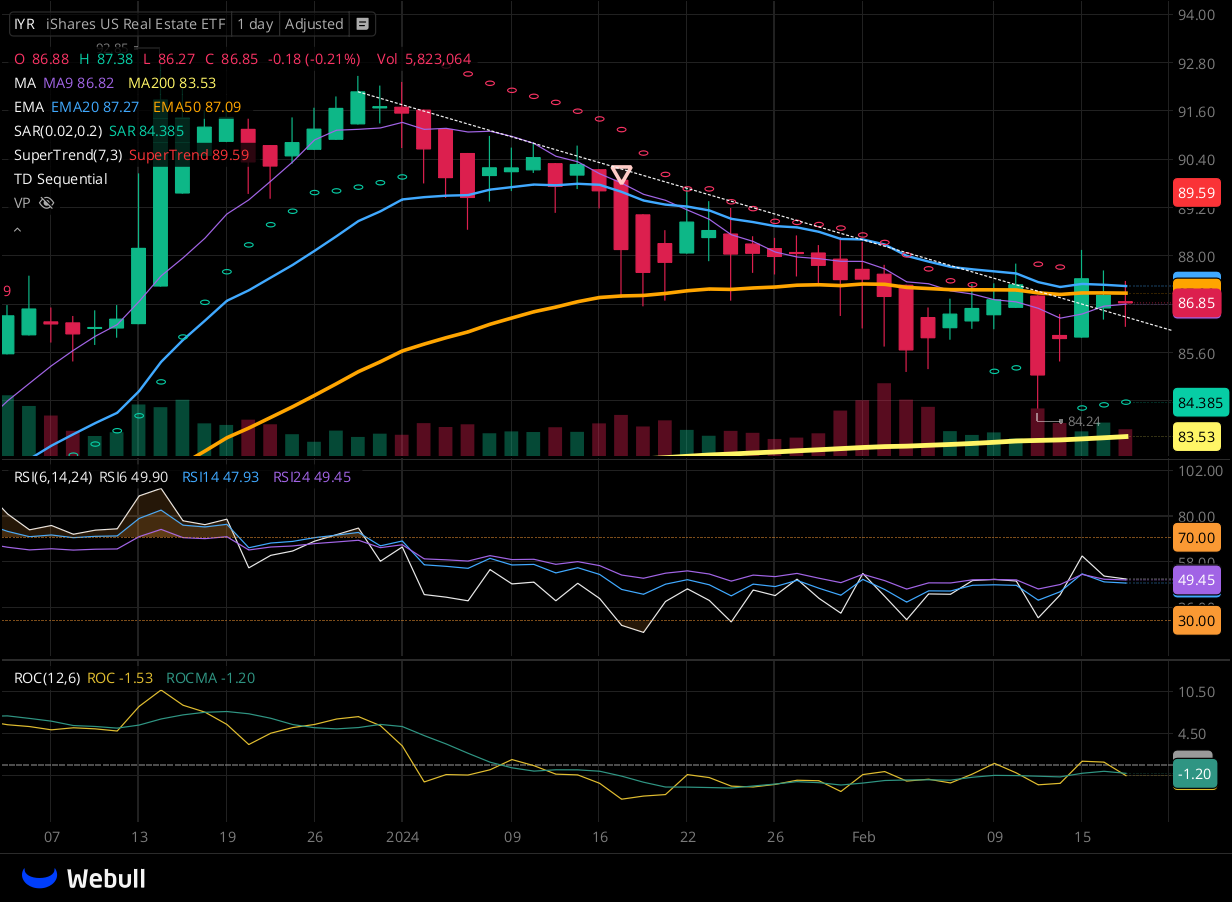 IYR iShares US Real Estate ETF 1 day Adjusted
94.00
O 86.88 H 87.38 L 86.27 C 86.85 -0.18 (-0.21%) Vol 5,823,064
92.80
MA MA9 86.82 MA200 83.53
EMA EMA20 87.27 EMA50 87.09
91.60
SAR(0.02,0.2) SAR 84.385
SuperTrend(7,3) SuperTrend 89.59
90.40
TD Sequential
89.59
VP
89.20
88.00
9
86.85
85.60
84.385
84.24
83.53
RSI(6,14,24) RSI6 49.90 RSI14 47.93 RSI24 49.45
102.00
80.00
70.00
49.45
30.00
ROC(12,6) ROC -1.53 ROCMA -1.20
10.50
4.50
-1.20
07 13 19 26 2024 09 16 22 26 Feb 09 15
Webull